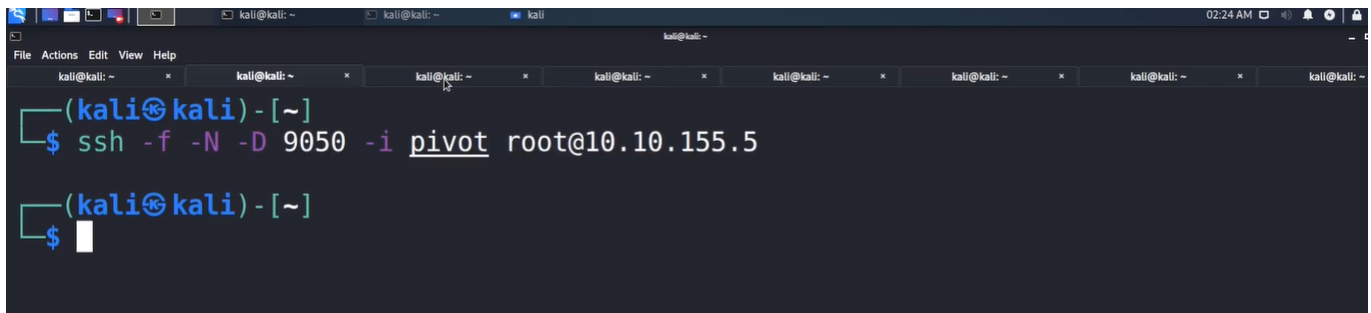 kali@kali: ~ kali@kali: ~ kali 02:24 AM
kali@kali: ~
File Actions Edit View Help
kali@kali: ~ × kali@kali: ~ × kali@kali: ~ × kali@kali: ~ × kali@kali: ~ × kali@kali: ~ × kali@kali: ~ × kali@kali: ~
┌──(kali㉿kali)-[~]
└─$ ssh -f -N -D 9050 -i pivot root@10.10.155.5
┌──(kali㉿kali)-[~]
└─$